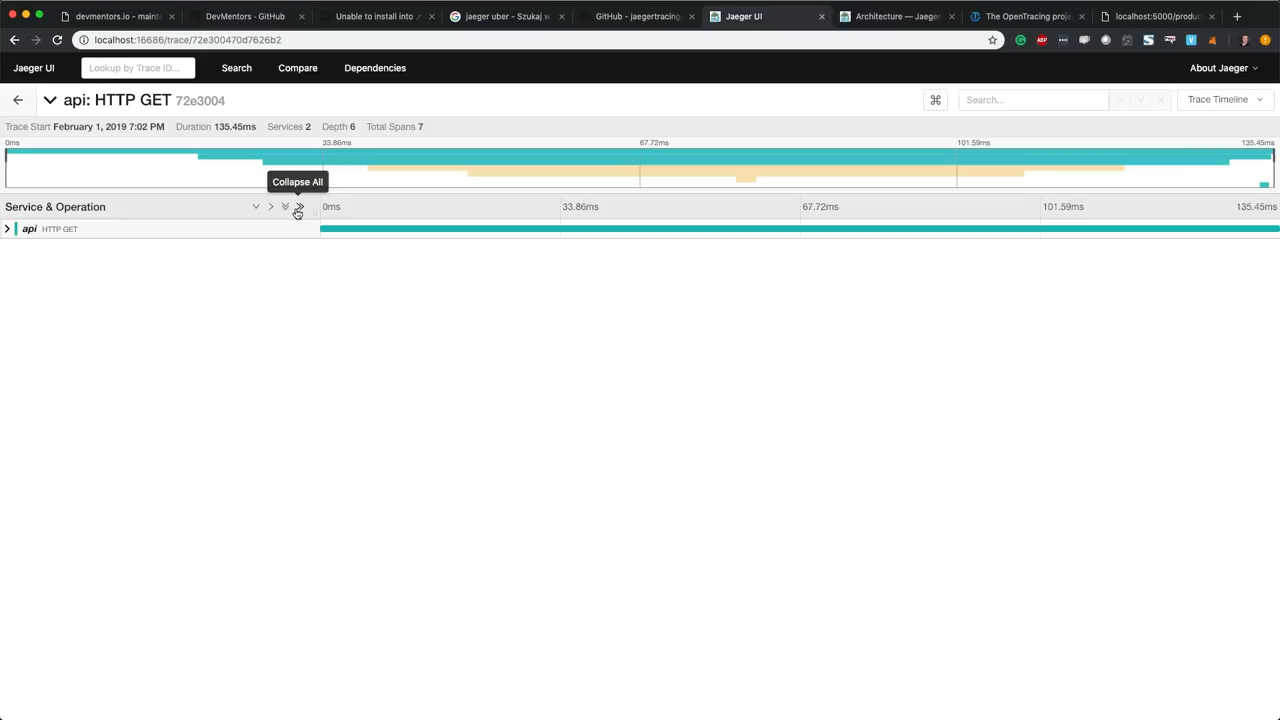 devmentors.io - mainte
DevMentors · GitHub
Unable to install into .n
jaeger uber - Szukaj w
GitHub - jaegertracing
Jaeger UI
Architecture — Jaeger
The OpenTracing proje
localhost:5000/produc
localhost:16686/trace/72e300470d7626b2
ABP
Jaeger UI
Lookup by Trace ID...
Search
Compare
Dependencies
About Jaeger
api: HTTP GET 72e3004
⌘
Search...
Trace Timeline
Trace Start February 1, 2019 7:02 PM Duration 135.45ms Services 2 Depth 6 Total Spans 7
0ms 33.86ms 67.72ms 101.59ms 135.45ms
Collapse All
Service & Operation
0ms 33.86ms 67.72ms 101.59ms 135.45ms
api HTTP GET